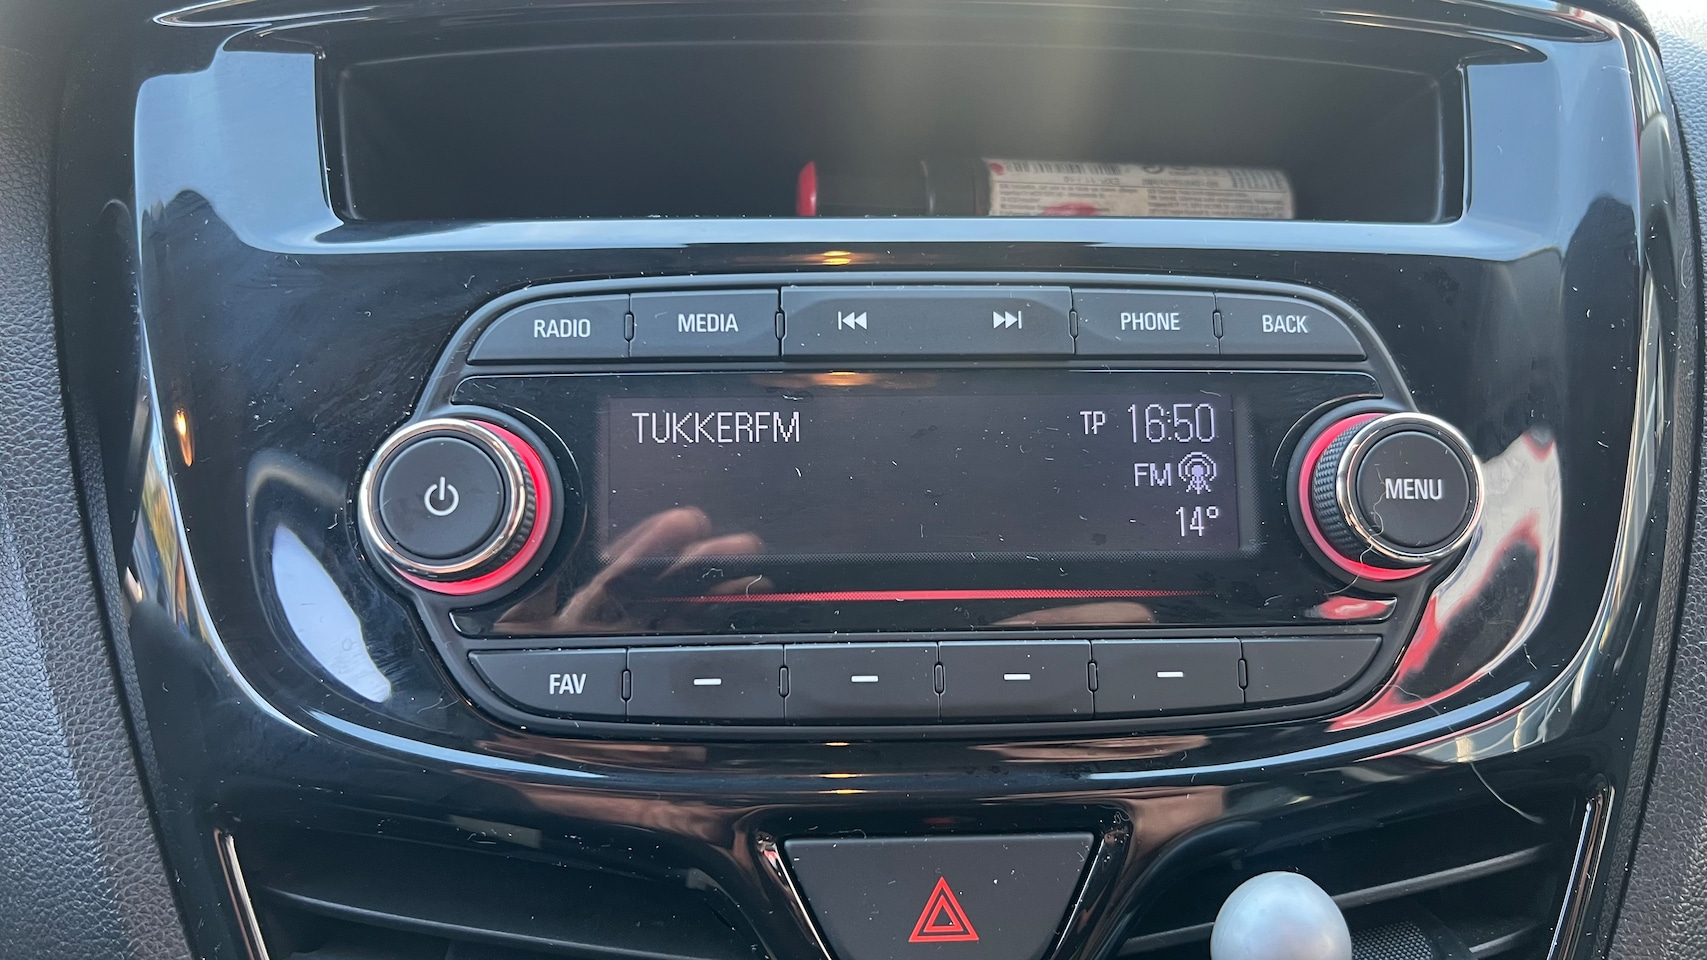 RADIO
MEDIA
PHONE
BACK
TUKKERFM
TP 16:50
FM
14°
MENU
FAV